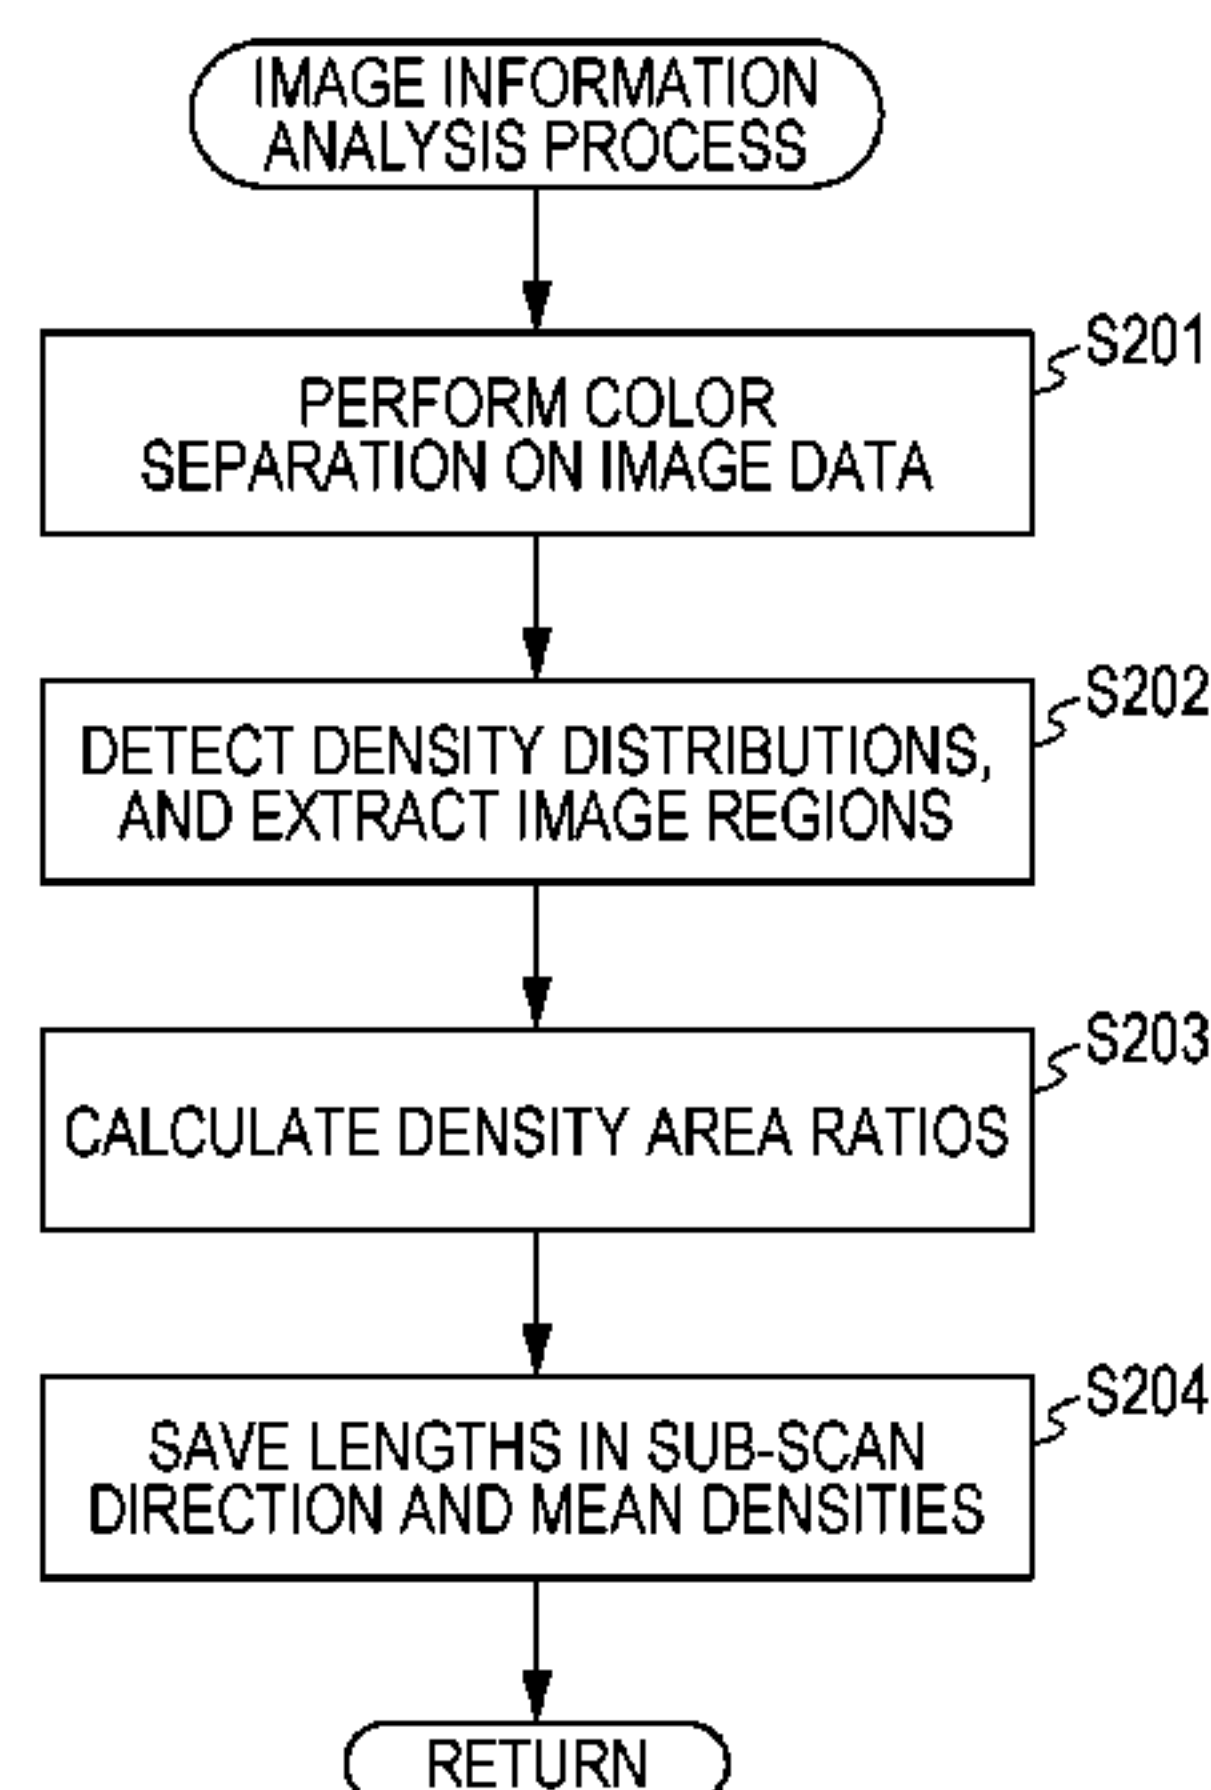 IMAGE INFORMATION
ANALYSIS PROCESS
S201
PERFORM COLOR
SEPARATION ON IMAGE DATA
S202
DETECT DENSITY DISTRIBUTIONS,
AND EXTRACT IMAGE REGIONS
S203
CALCULATE DENSITY AREA RATIOS
S204
SAVE LENGTHS IN SUB-SCAN
DIRECTION AND MEAN DENSITIES
RETURN